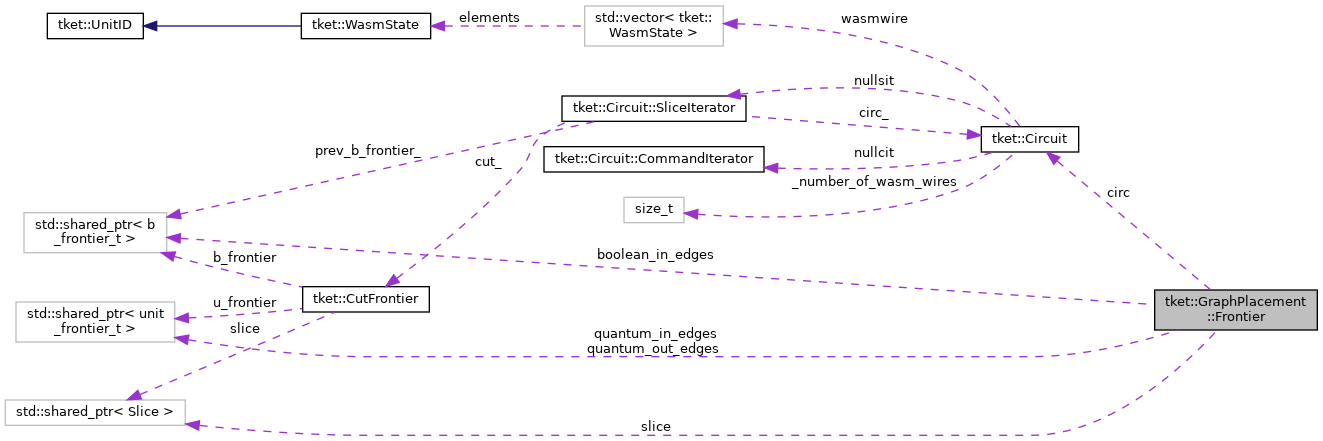 tket::UnitID
tket::WasmState
elements
std::vector< tket::
WasmState >
wasmwire
nullsit
tket::Circuit::SliceIterator
circ_
tket::Circuit
prev_b_frontier_
cut_
tket::Circuit::CommandIterator
nullcit
_number_of_wasm_wires
size_t
circ
std::shared_ptr< b
_frontier_t >
boolean_in_edges
b_frontier
tket::CutFrontier
tket::GraphPlacement
::Frontier
u_frontier
std::shared_ptr< unit
_frontier_t >
slice
quantum_in_edges
quantum_out_edges
std::shared_ptr< Slice >
slice